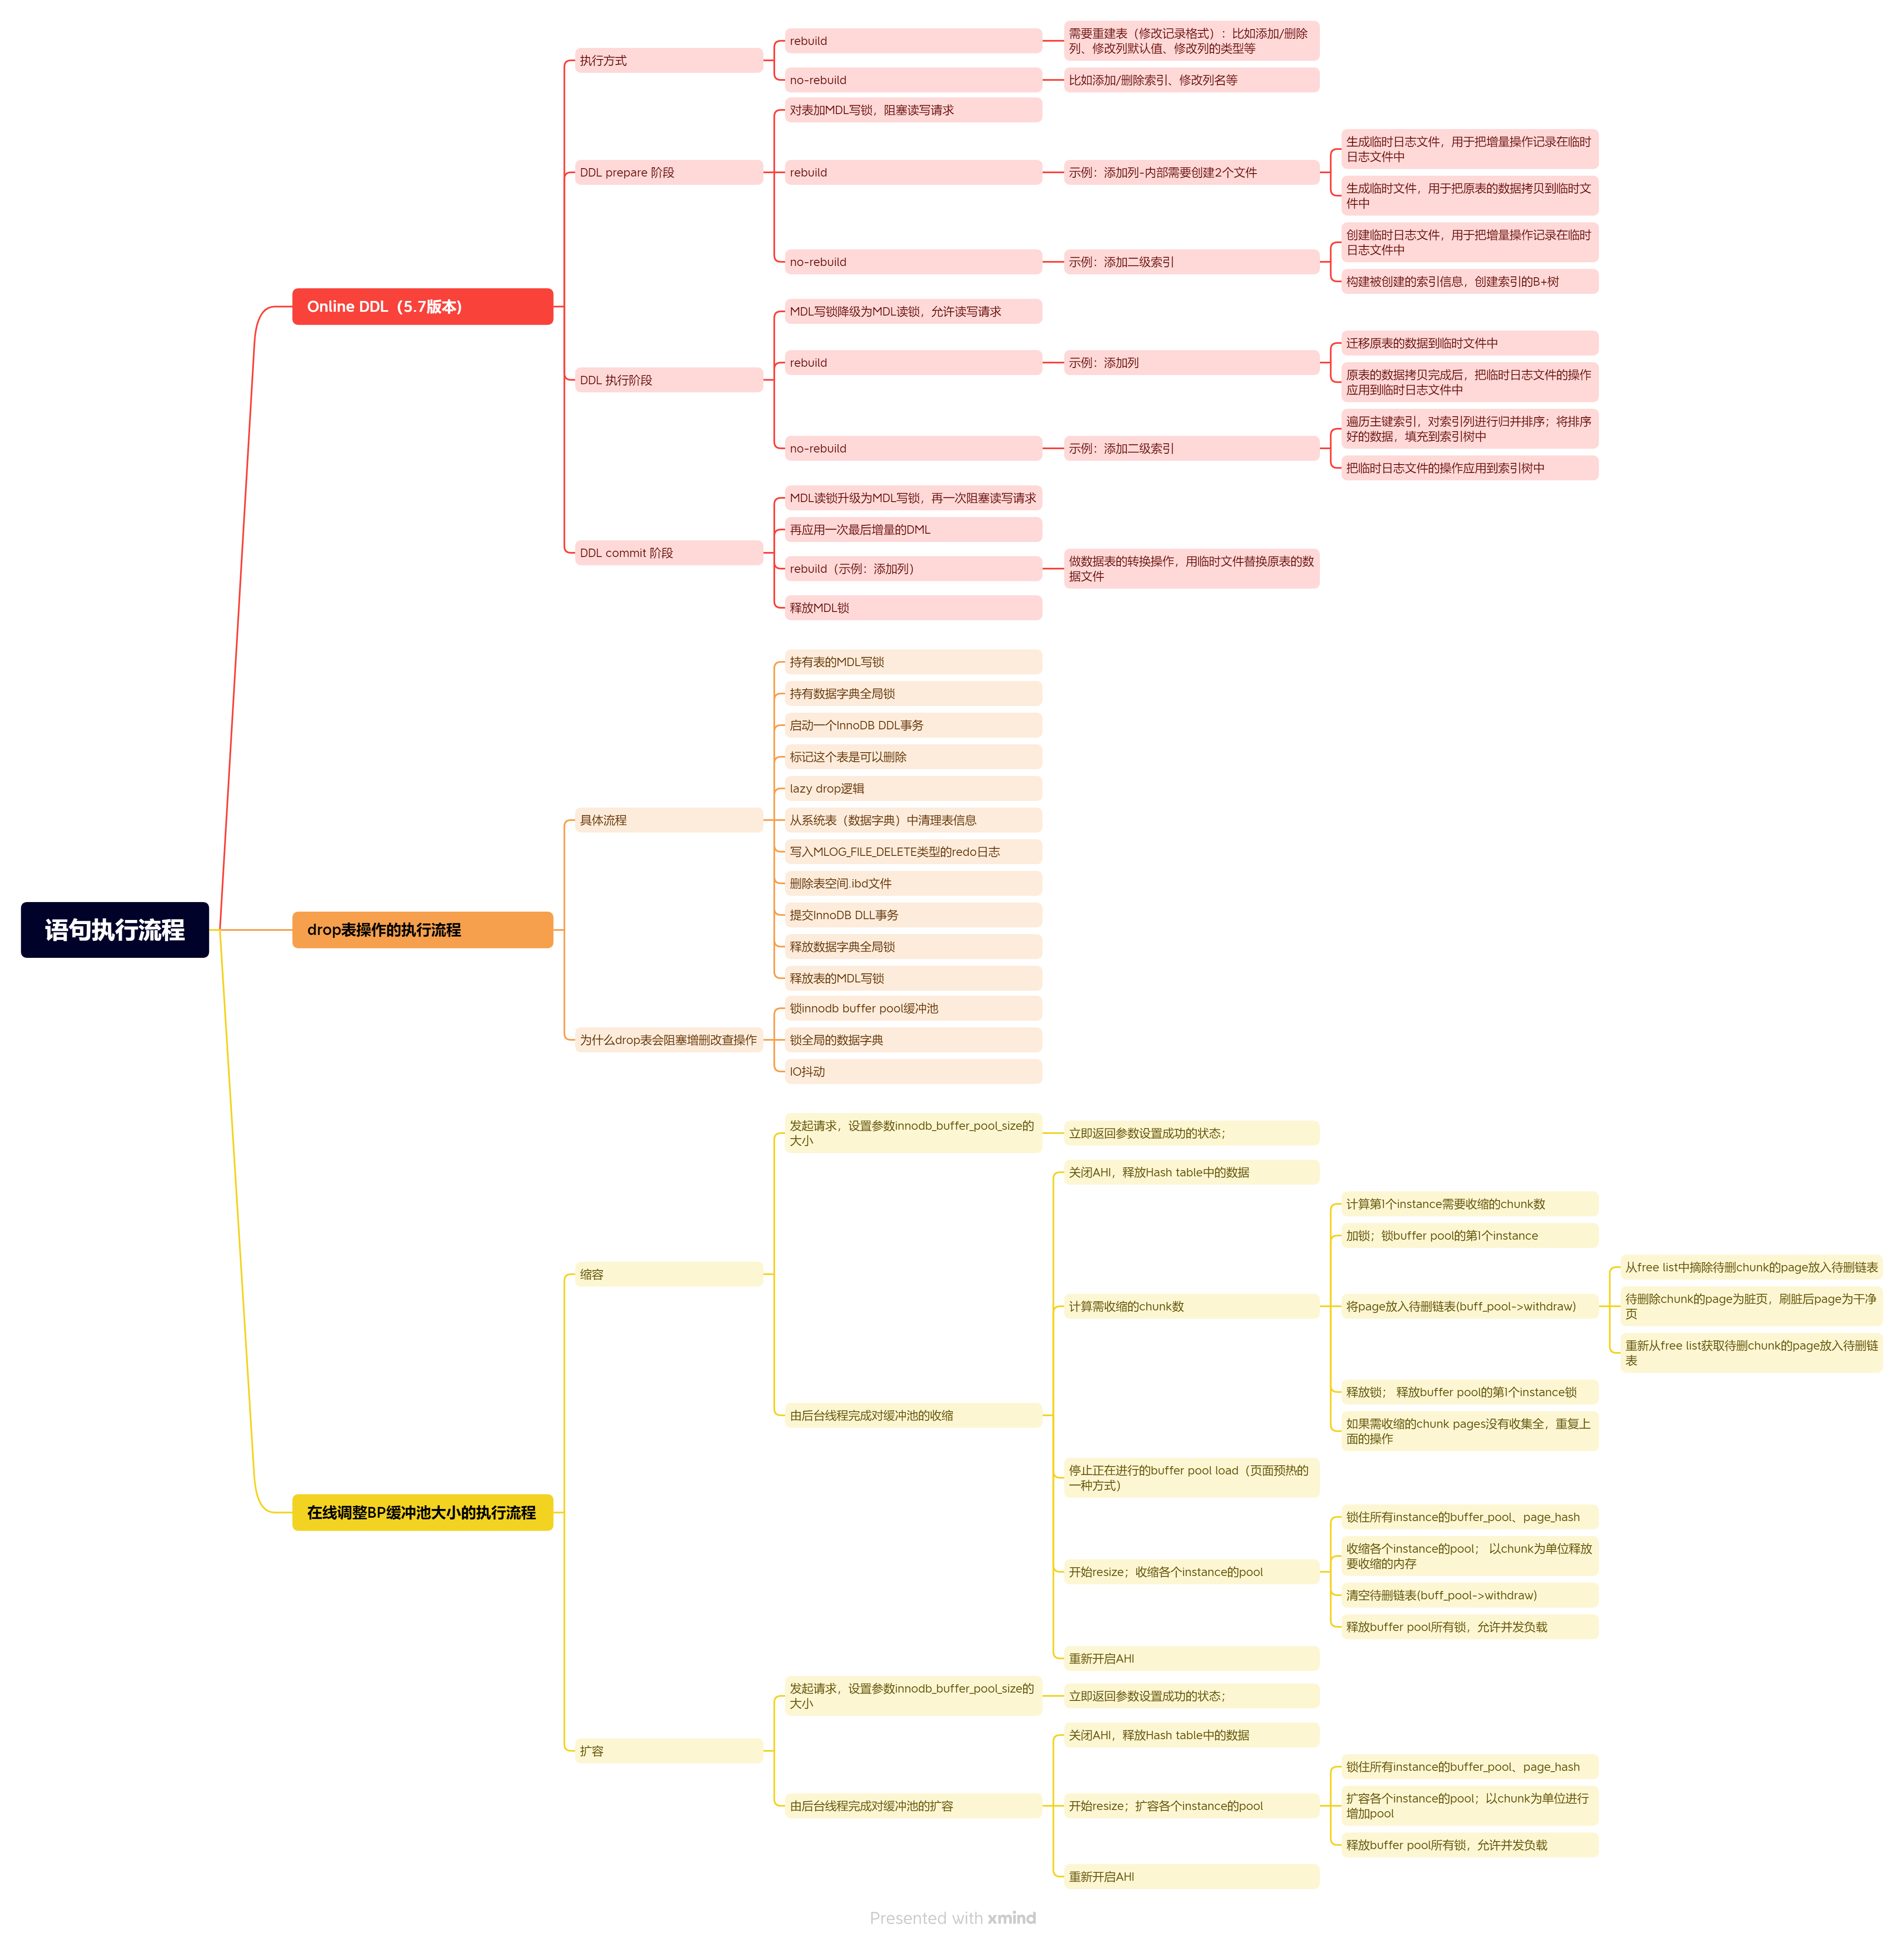 语句执行流程
Online DDL（5.7版本）
执行方式
rebuild
需要重建表（修改记录格式）：比如添加/删除
列、修改列默认值、修改列的类型等
no-rebuild
比如添加/删除索引、修改列名等
DDL prepare 阶段
对表加MDL写锁，阻塞读写请求
rebuild
示例：添加列-内部需要创建2个文件
生成临时日志文件，用于把增量操作记录在临时
日志文件中
生成临时文件，用于把原表的数据拷贝到临时文
件中
no-rebuild
示例：添加二级索引
创建临时日志文件，用于把增量操作记录在临时
日志文件中
构建被创建的索引信息，创建索引的B+树
DDL 执行阶段
MDL写锁降级为MDL读锁，允许读写请求
rebuild
示例：添加列
迁移原表的数据到临时文件中
原表的数据拷贝完成后，把临时日志文件的操作
应用到临时日志文件中
no-rebuild
示例：添加二级索引
遍历主键索引，对索引列进行归并排序；将排序
好的数据，填充到索引树中
把临时日志文件的操作应用到索引树中
DDL commit 阶段
MDL读锁升级为MDL写锁，再一次阻塞读写请求
再应用一次最后增量的DML
rebuild（示例：添加列）
做数据表的转换操作，用临时文件替换原表的数
据文件
释放MDL锁
drop表操作的执行流程
具体流程
持有表的MDL写锁
持有数据字典全局锁
启动一个InnoDB DDL事务
标记这个表是可以删除
lazy drop逻辑
从系统表（数据字典）中清理表信息
写入MLOG_FILE_DELETE类型的redo日志
删除表空间.ibd文件
提交InnoDB DLL事务
释放数据字典全局锁
释放表的MDL写锁
为什么drop表会阻塞增删改查操作
锁innodb buffer pool缓冲池
锁全局的数据字典
IO抖动
在线调整BP缓冲池大小的执行流程
缩容
发起请求，设置参数innodb_buffer_pool_size的
大小
立即返回参数设置成功的状态；
由后台线程完成对缓冲池的收缩
关闭AHI，释放Hash table中的数据
计算需收缩的chunk数
计算第1个instance需要收缩的chunk数
加锁；锁buffer pool的第1个instance
将page放入待删链表(buff_pool->withdraw)
从free list中摘除待删chunk的page放入待删链表
待删除chunk的page为脏页，刷脏后page为干净
页
重新从free list获取待删chunk的page放入待删链
表
释放锁； 释放buffer pool的第1个instance锁
如果需收缩的chunk pages没有收集全，重复上
面的操作
停止正在进行的buffer pool load（页面预热的
一种方式）
开始resize；收缩各个instance的pool
锁住所有instance的buffer_pool、page_hash
收缩各个instance的pool； 以chunk为单位释放
要收缩的内存
清空待删链表(buff_pool->withdraw)
释放buffer pool所有锁，允许并发负载
重新开启AHI
扩容
发起请求，设置参数innodb_buffer_pool_size的
大小
立即返回参数设置成功的状态；
由后台线程完成对缓冲池的扩容
关闭AHI，释放Hash table中的数据
开始resize；扩容各个instance的pool
锁住所有instance的buffer_pool、page_hash
扩容各个instance的pool；以chunk为单位进行
增加pool
释放buffer pool所有锁，允许并发负载
重新开启AHI
Presented with xmind